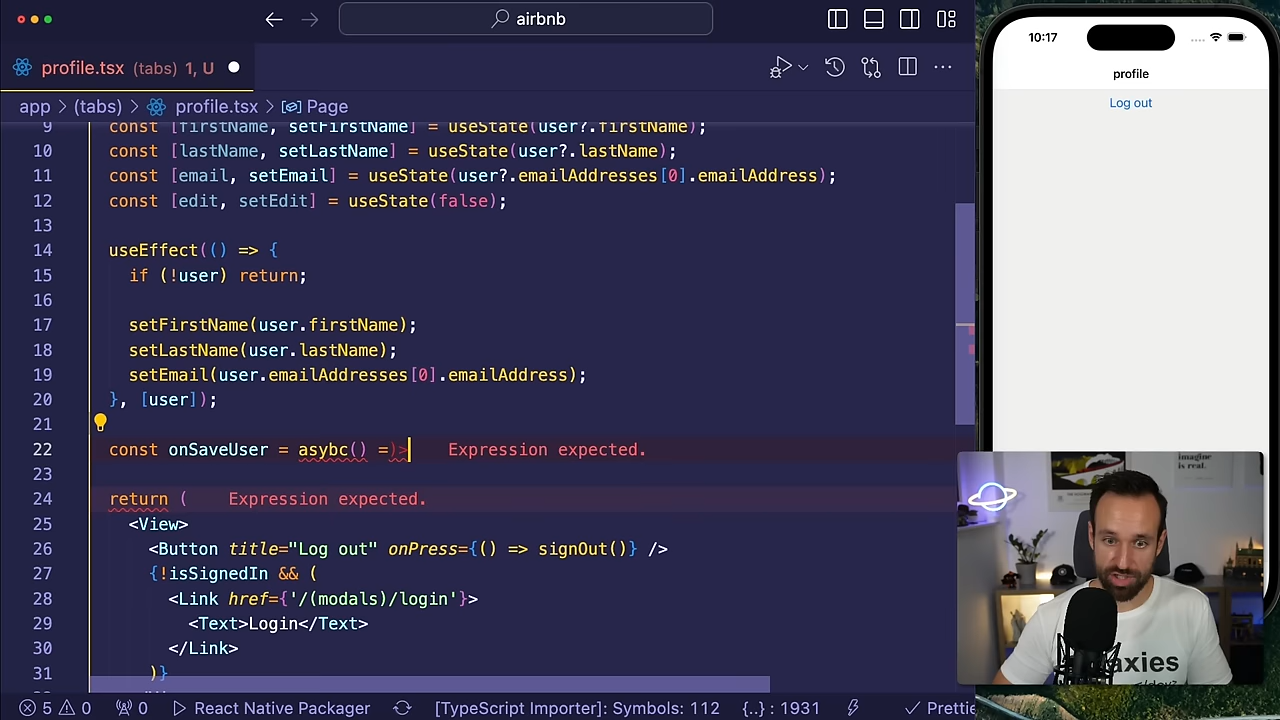 airbnb
profile.tsx (tabs) 1, U
app > (tabs) > profile.tsx > Page
9 const [firstName, setFirstName] = useState(user?.firstName);
10 const [lastName, setLastName] = useState(user?.lastName);
11 const [email, setEmail] = useState(user?.emailAddresses[0].emailAddress);
12 const [edit, setEdit] = useState(false);
13
14 useEffect(() => {
15 if (!user) return;
16
17 setFirstName(user.firstName);
18 setLastName(user.lastName);
19 setEmail(user.emailAddresses[0].emailAddress);
20 }, [user]);
21
22 const onSaveUser = asybc() =)> Expression expected.
23
24 return ( Expression expected.
25 <View>
26 <Button title="Log out" onPress={() => signOut()} />
27 {!isSignedIn && (
28 <Link href={'/(modals)/login'}>
29 <Text>Login</Text>
30 </Link>
31 )}
5 0 0 React Native Packager [TypeScript Importer]: Symbols: 112 {..} : 1931 Prettie
10:17
profile
Log out
imagine
is real.
axies